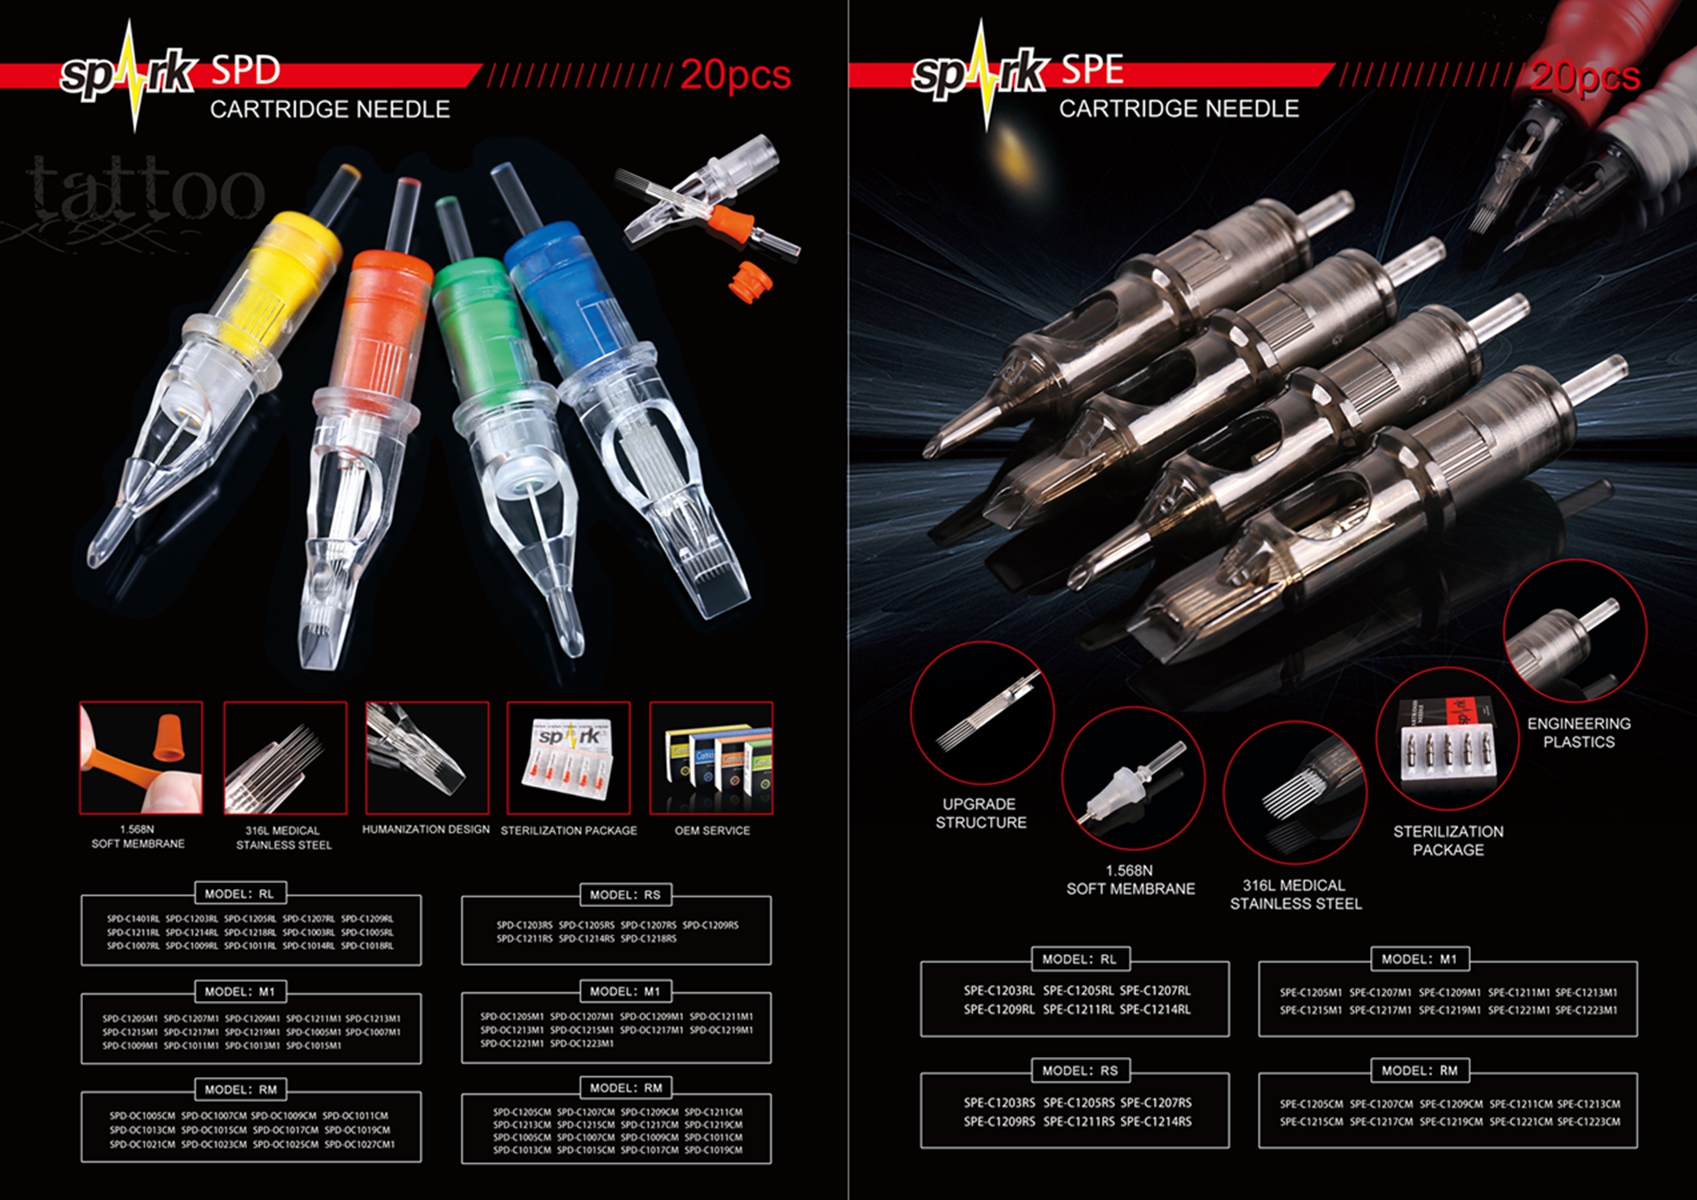 spark SPD
20pcs
CARTRIDGE NEEDLE
tattoo
spark
1.568N
SOFT MEMBRANE
316L MEDICAL
STAINLESS STEEL
HUMANIZATION DESIGN
STERILIZATION PACKAGE
OEM SERVICE
MODEL: RL
SPD-C1401RL SPD-C1203RL SPD-C1205RL SPD-C1207RL SPD-C1209RL
SPD-C1211RL SPD-C1214RL SPD-C1218RL SPD-C1003RL SPD-C1005RL
SPD-C1007RL SPD-C1009RL SPD-C1011RL SPD-C1014RL SPD-C1018RL
MODEL: RS
SPD-C1203RS SPD-C1205RS SPD-C1207RS SPD-C1209RS
SPD-C1211RS SPD-C1214RS SPD-C1218RS
MODEL: M1
SPD-C1205M1 SPD-C1207M1 SPD-C1209M1 SPD-C1211M1 SPD-C1213M1
SPD-C1215M1 SPD-C1217M1 SPD-C1219M1 SPD-C1005M1 SPD-C1007M1
SPD-C1009M1 SPD-C1011M1 SPD-C1013M1 SPD-C1015M1
MODEL: M1
SPD-OC1205M1 SPD-OC1207M1 SPD-OC1209M1 SPD-OC1211M1
SPD-OC1213M1 SPD-OC1215M1 SPD-OC1217M1 SPD-OC1219M1
SPD-OC1221M1 SPD-OC1223M1
MODEL: RM
SPD-OC1005CM SPD-OC1007CM SPD-OC1009CM SPD-OC1011CM
SPD-OC1013CM SPD-OC1015CM SPD-OC1017CM SPD-OC1019CM
SPD-OC1021CM SPD-OC1023CM SPD-OC1025CM SPD-OC1027CM1
MODEL: RM
SPD-C1205CM SPD-C1207CM SPD-C1209CM SPD-C1211CM
SPD-C1213CM SPD-C1215CM SPD-C1217CM SPD-C1219CM
SPD-C1005CM SPD-C1007CM SPD-C1009CM SPD-C1011CM
SPD-C1013CM SPD-C1015CM SPD-C1017CM SPD-C1019CM
spark SPE
20pcs
CARTRIDGE NEEDLE
UPGRADE
STRUCTURE
1.568N
SOFT MEMBRANE
316L MEDICAL
STAINLESS STEEL
STERILIZATION
PACKAGE
ENGINEERING
PLASTICS
MODEL: RL
SPE-C1203RL SPE-C1205RL SPE-C1207RL
SPE-C1209RL SPE-C1211RL SPE-C1214RL
MODEL: M1
SPE-C1205M1 SPE-C1207M1 SPE-C1209M1 SPE-C1211M1 SPE-C1213M1
SPE-C1215M1 SPE-C1217M1 SPE-C1219M1 SPE-C1221M1 SPE-C1223M1
MODEL: RS
SPE-C1203RS SPE-C1205RS SPE-C1207RS
SPE-C1209RS SPE-C1211RS SPE-C1214RS
MODEL: RM
SPE-C1205CM SPE-C1207CM SPE-C1209CM SPE-C1211CM SPE-C1213CM
SPE-C1215CM SPE-C1217CM SPE-C1219CM SPE-C1221CM SPE-C1223CM